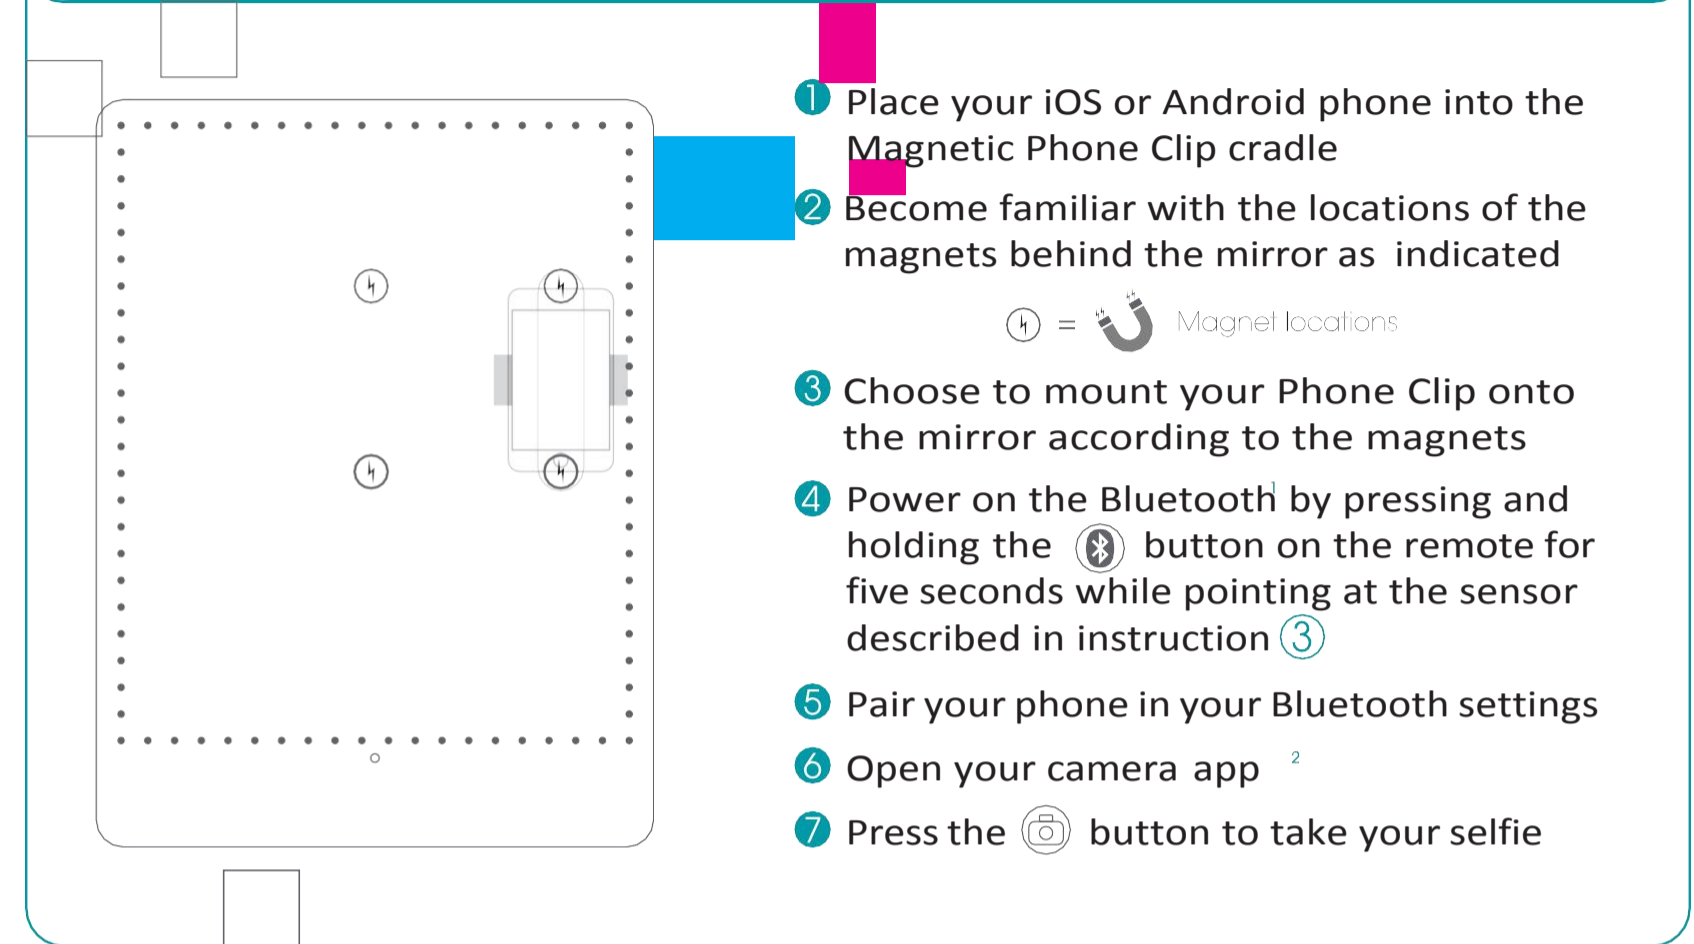 1 Place your iOS or Android phone into the
Magnetic Phone Clip cradle
2 Become familiar with the locations of the
magnets behind the mirror as indicated
= Magnet locations
3 Choose to mount your Phone Clip onto
the mirror according to the magnets
4 Power on the Bluetooth1 by pressing and
holding the button on the remote for
five seconds while pointing at the sensor
described in instruction 3
5 Pair your phone in your Bluetooth settings
6 Open your camera app 2
7 Press the button to take your selfie